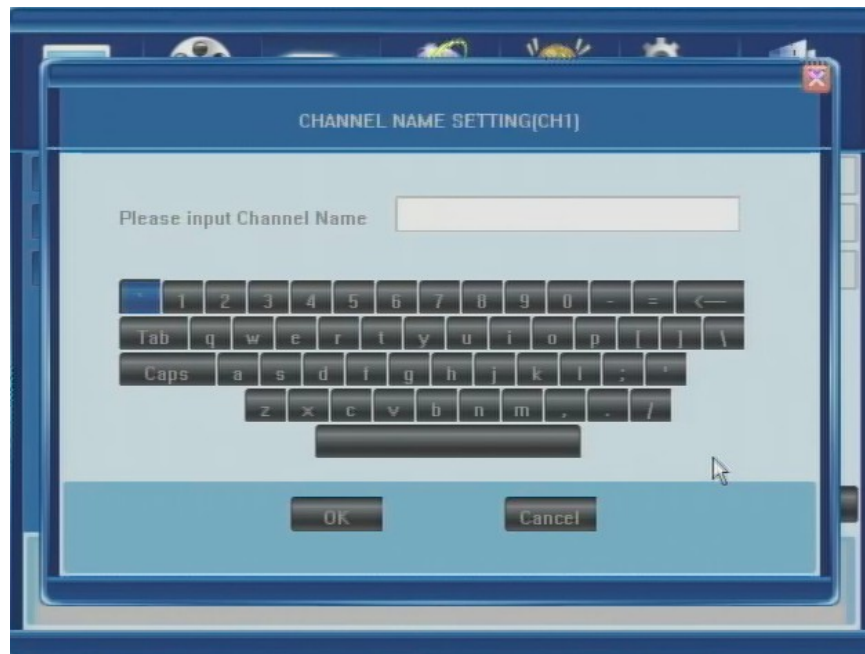 CHANNEL NAME SETTING(CH1)
Please input Channel Name
` 1 2 3 4 5 6 7 8 9 0 - = <—
Tab q w e r t y u i o p [ ] \
Caps a s d f g h j k l ; '
z x c v b n m , . /
OK Cancel